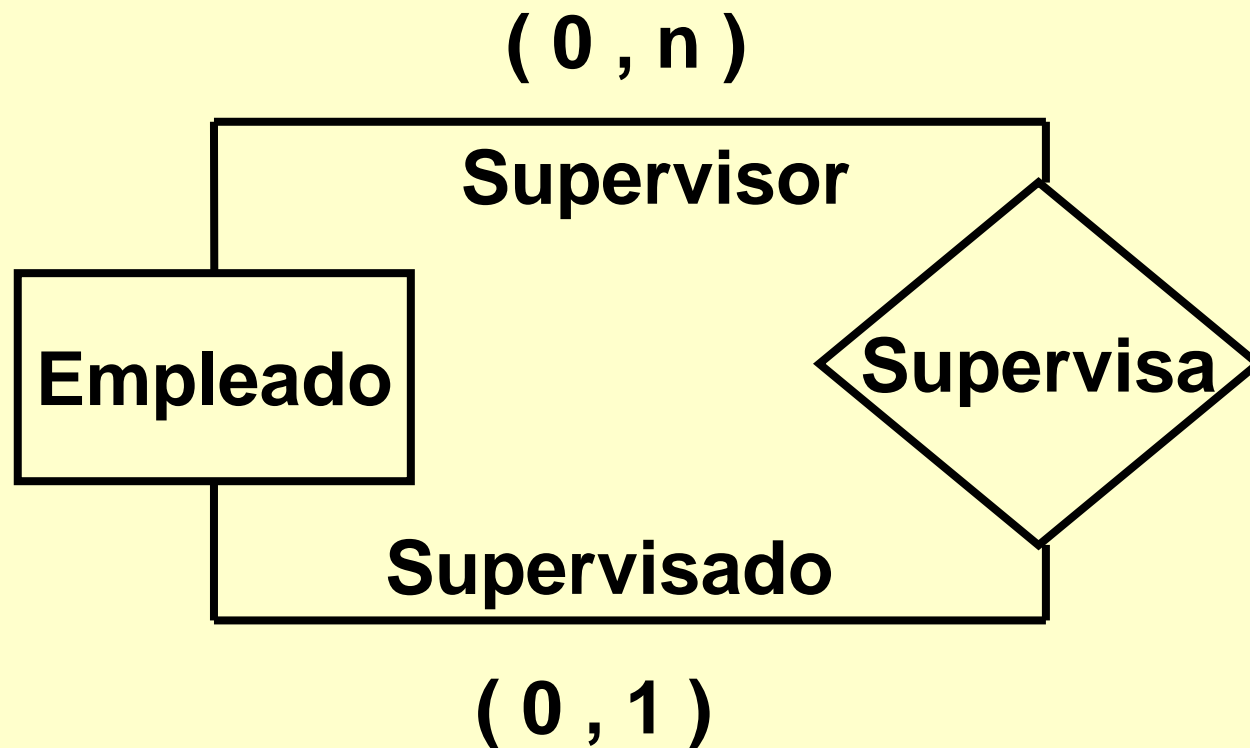 ( 0 , n )
Supervisor
Empleado
Supervisa
Supervisado
( 0 , 1 )